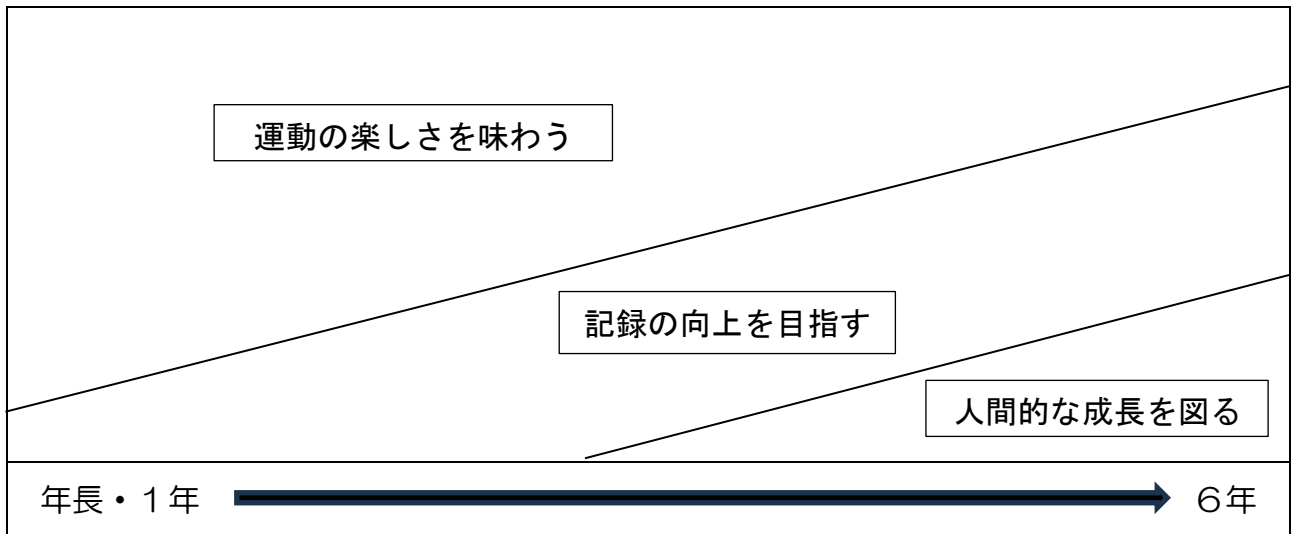 運動の楽しさを味わう
記録の向上を目指す
人間的な成長を図る
年長・１年
６年